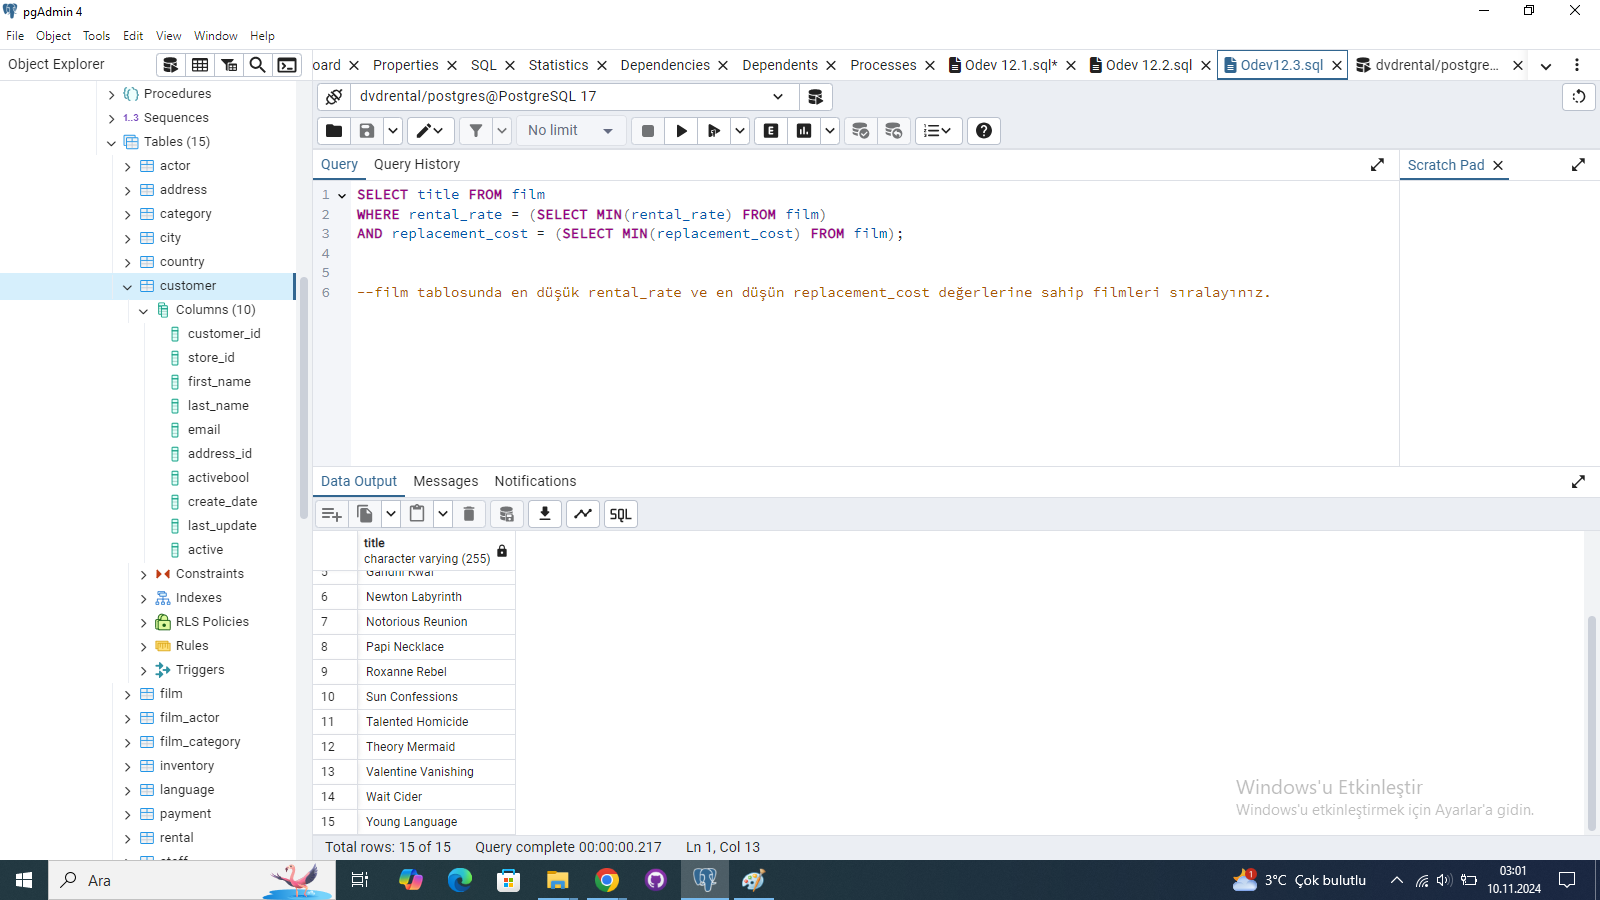 pgAdmin 4
File Object Tools Edit View Window Help
Object Explorer
oard Properties SQL Statistics Dependencies Dependents Processes Odev 12.1.sql* Odev 12.2.sql Odev12.3.sql dvdrental/postgre...
Procedures
1..3 Sequences
Tables (15)
actor
address
category
city
country
customer
Columns (10)
customer_id
store_id
first_name
last_name
email
address_id
activebool
create_date
last_update
active
Constraints
Indexes
RLS Policies
Rules
Triggers
film
film_actor
film_category
inventory
language
payment
rental
staff
dvdrental/postgres@PostgreSQL 17
No limit
E
Query Query History
Scratch Pad
1 SELECT title FROM film
2 WHERE rental_rate = (SELECT MIN(rental_rate) FROM film)
3 AND replacement_cost = (SELECT MIN(replacement_cost) FROM film);
4
5
6 --film tablosunda en düşük rental_rate ve en düşün replacement_cost değerlerine sahip filmleri sıralayınız.
Data Output Messages Notifications
SQL
title
character varying (255)
5 Gandhi Kwai
6 Newton Labyrinth
7 Notorious Reunion
8 Papi Necklace
9 Roxanne Rebel
10 Sun Confessions
11 Talented Homicide
12 Theory Mermaid
13 Valentine Vanishing
14 Wait Cider
15 Young Language
Windows'u Etkinleştir
Windows'u etkinleştirmek için Ayarlar'a gidin.
Total rows: 15 of 15 Query complete 00:00:00.217 Ln 1, Col 13
Ara
1
3°C Çok bulutlu
03:01
10.11.2024